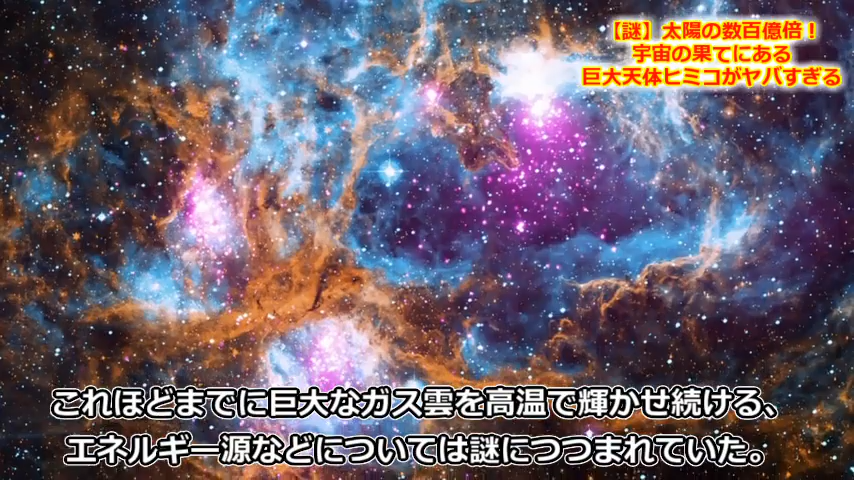 【謎】太陽の数百億倍！
宇宙の果てにある
巨大天体ヒミコがヤバすぎる
これほどまでに巨大なガス雲を高温で輝かせ続ける、
エネルギー源などについては謎につつまれていた。